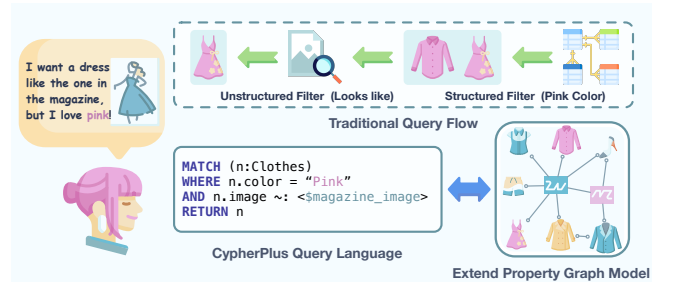 I want a dress
like the one in
the magazine,
but I love pink!
Unstructured Filter (Looks like)
Structured Filter (Pink Color)
Traditional Query Flow
MATCH (n:Clothes)
WHERE n.color = “Pink”
AND n.image ~: <$magazine_image>
RETURN n
CypherPlus Query Language
Extend Property Graph Model